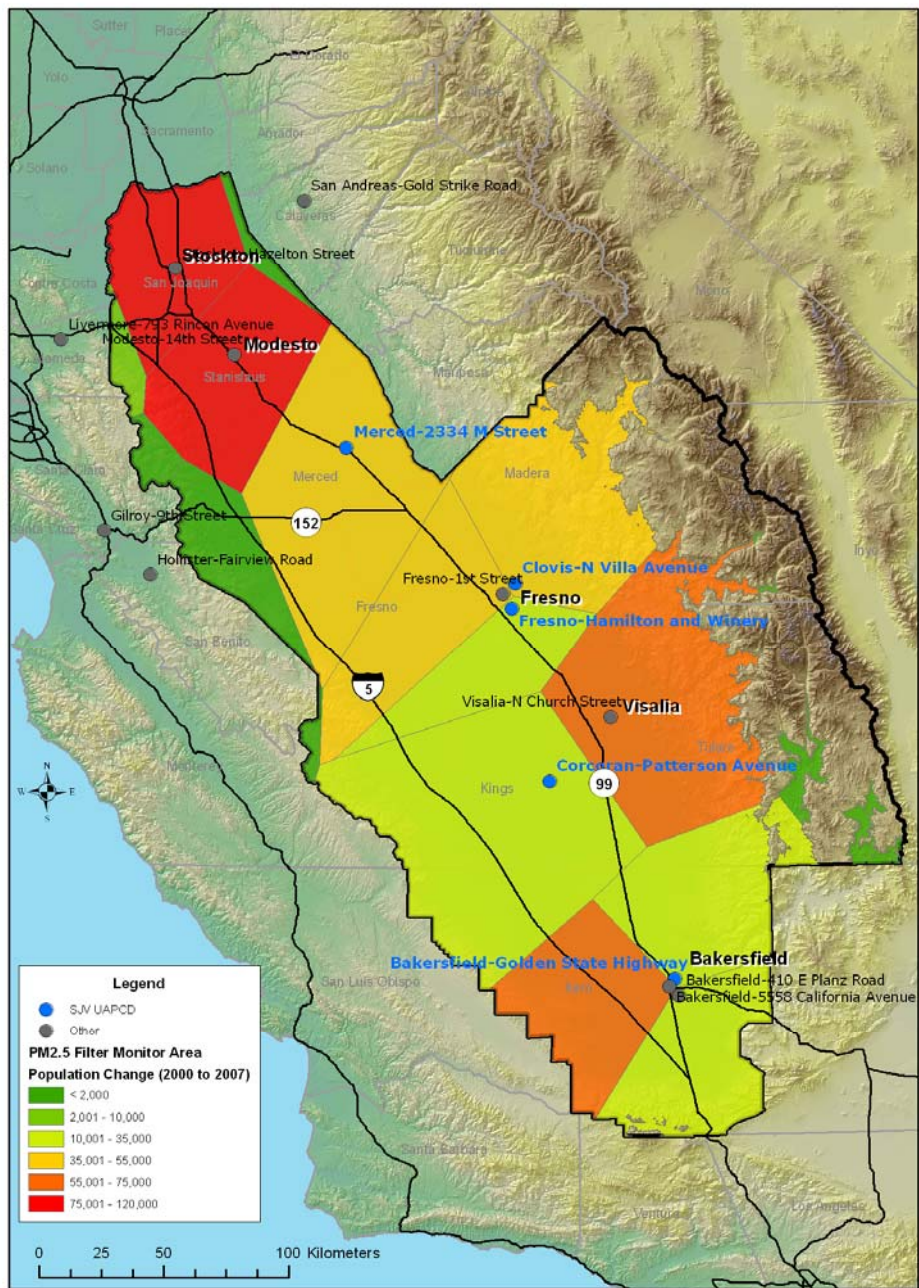 Sutter
Placer
El Dorado
Yolo
Alpine
Sacramento
Amador
Solano
San Andreas-Gold Strike Road
Calaveras
Tuolumne
Stockton
Hazelton Street
San Joaquin
Contra Costa
Mono
Livermore-793 Rincon Avenue
Modesto-14th Street
Modesto
Alameda
Stanislaus
Mariposa
Merced-2334 M Street
Santa Clara
Merced
Madera
152
Gilroy-9th Street
Santa Cruz
Inyo
Hollister-Fairview Road
Clovis-N Villa Avenue
Fresno-1st Street
Fresno
Fresno
Fresno-Hamilton and Winery
San Benito
5
Visalia-N Church Street
Visalia
Tulare
Monterey
Corcoran-Patterson Avenue
Kings
99
N
W
E
S
Bakersfield
Bakersfield-Golden State Highway
Bakersfield-410 E Planz Road
Bakersfield-5558 California Avenue
Kern
San Luis Obispo
Santa Barbara
Ventura
Los Angeles
Legend
SJVUAPCD
Other
PM2.5 Filter Monitor Area
Population Change (2000 to 2007)
< 2,000
2,001 - 10,000
10,001 - 35,000
35,001 - 55,000
55,001 - 75,000
75,001 - 120,000
0 25 50 100 Kilometers